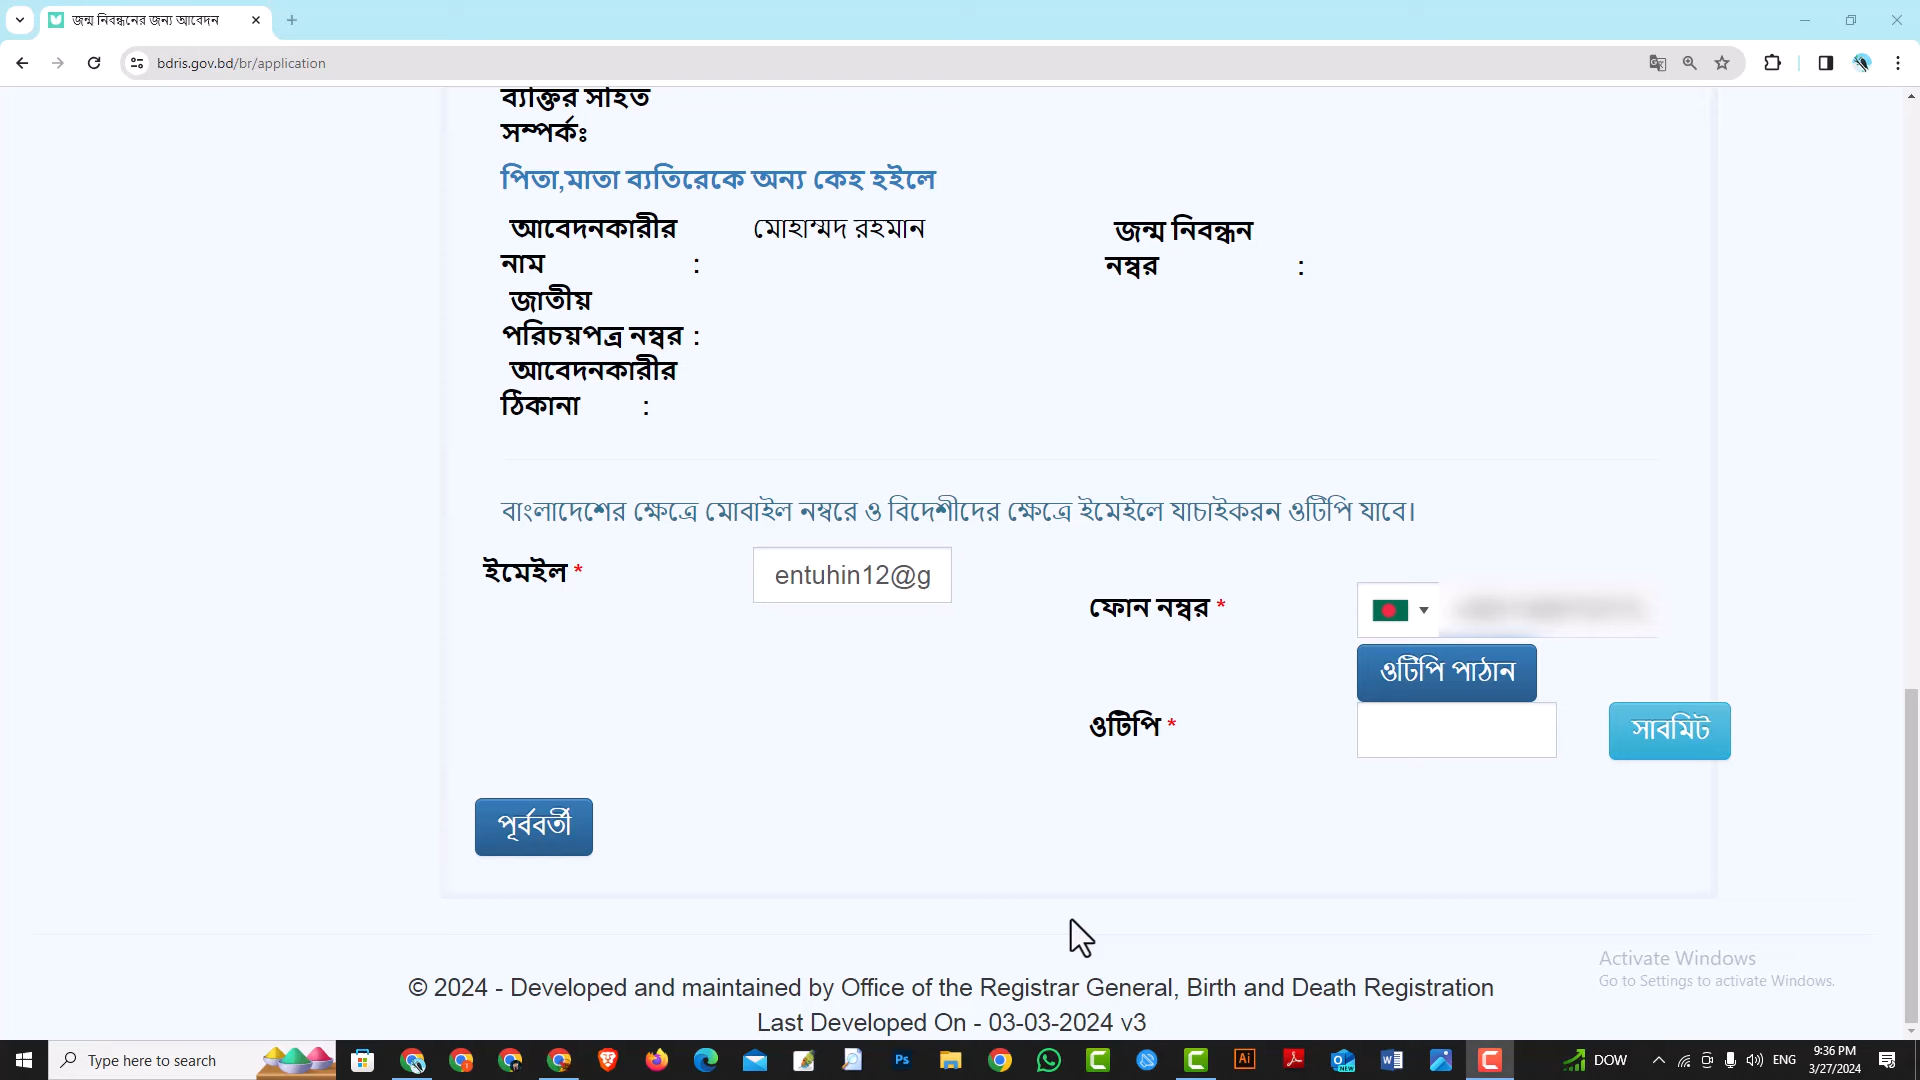 জন্ম নিবন্ধনের জন্য আবেদন
bdris.gov.bd/br/application
ব্যক্তির সহিত
সম্পর্কঃ
পিতা,মাতা ব্যতিরেকে অন্য কেহ হইলে
আবেদনকারীর নাম : মোহাম্মদ রহমান
জন্ম নিবন্ধন নম্বর :
জাতীয়
পরিচয়পত্র নম্বর :
আবেদনকারীর
ঠিকানা :
বাংলাদেশের ক্ষেত্রে মোবাইল নম্বরে ও বিদেশীদের ক্ষেত্রে ইমেইলে যাচাইকরন ওটিপি যাবে।
ইমেইল *
entuhin12@g
ফোন নম্বর *
ওটিপি পাঠান
ওটিপি *
সাবমিট
পূর্ববর্তী
Activate Windows
Go to Settings to activate Windows.
© 2024 - Developed and maintained by Office of the Registrar General, Birth and Death Registration
Last Developed On - 03-03-2024 v3
Type here to search
DOW
ENG
9:36 PM
3/27/2024